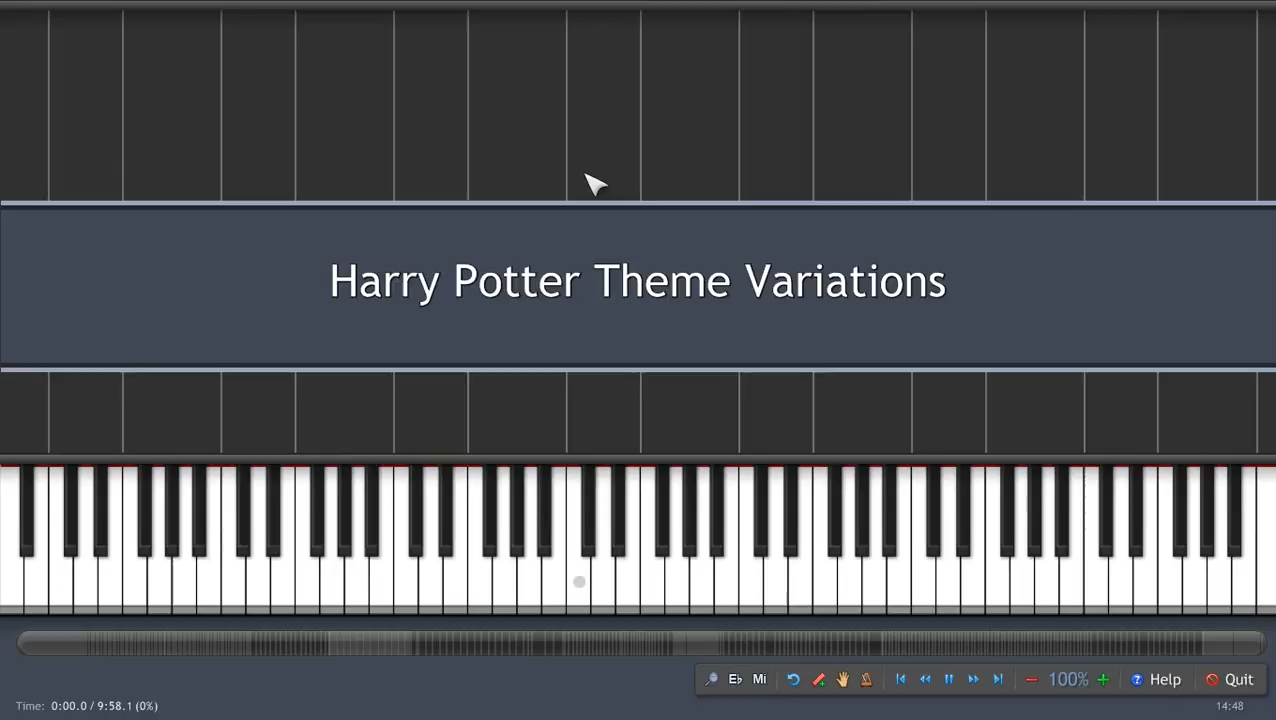 Harry Potter Theme Variations
Eb Mi 100% Help Quit
Time: 0:00.0 / 9:58.1 (0%) 14:48